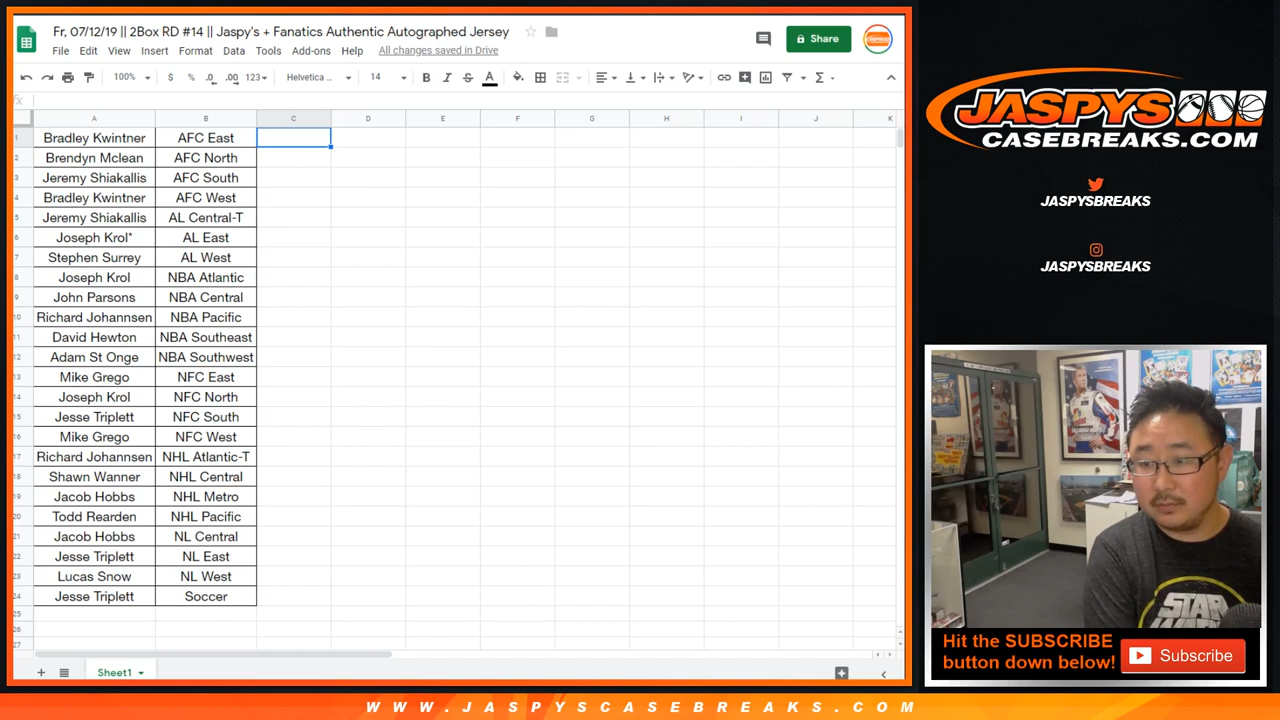 Fr, 07/12/19 || 2Box RD #14 || Jaspy's + Fanatics Authentic Autographed Jersey
File Edit View Insert Format Data Tools Add-ons Help All changes saved in Drive
Share
100% $ % .0 .00 123 Helvetica ... 14 B I S A
fx
A B C D E F G H I J K
1 Bradley Kwintner AFC East
2 Brendyn Mclean AFC North
3 Jeremy Shiakallis AFC South
4 Bradley Kwintner AFC West
5 Jeremy Shiakallis AL Central-T
6 Joseph Krol* AL East
7 Stephen Surrey AL West
8 Joseph Krol NBA Atlantic
9 John Parsons NBA Central
10 Richard Johannsen NBA Pacific
11 David Hewton NBA Southeast
12 Adam St Onge NBA Southwest
13 Mike Grego NFC East
14 Joseph Krol NFC North
15 Jesse Triplett NFC South
16 Mike Grego NFC West
17 Richard Johannsen NHL Atlantic-T
18 Shawn Wanner NHL Central
19 Jacob Hobbs NHL Metro
20 Todd Rearden NHL Pacific
21 Jacob Hobbs NL Central
22 Jesse Triplett NL East
23 Lucas Snow NL West
24 Jesse Triplett Soccer
25
26
27
Sheet1
JASPYS
CASEBREAKS.COM
JASPYSBREAKS
JASPYSBREAKS
STAR
Hit the SUBSCRIBE
button down below!
Subscribe
WWW.JASPYSCASEBREAKS.COM